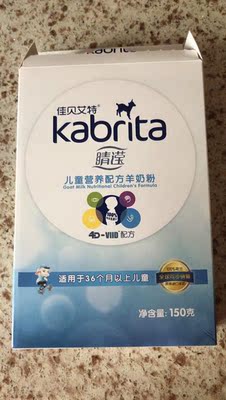 佳贝艾特
kabrita
睛滢
儿童营养配方羊奶粉
Goat Milk Nutritional Children's Formula
4D-VIID 配方
适用于36个月以上儿童
净含量: 150克